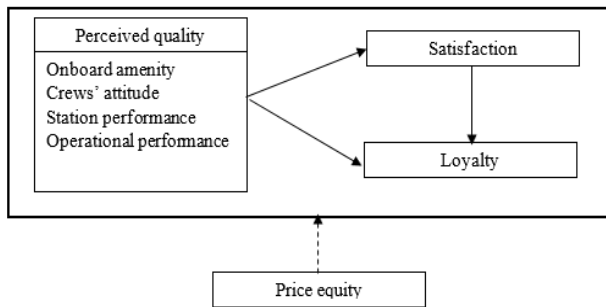 Perceived quality
Onboard amenity
Crews’ attitude
Station performance
Operational performance
Satisfaction
Loyalty
Price equity